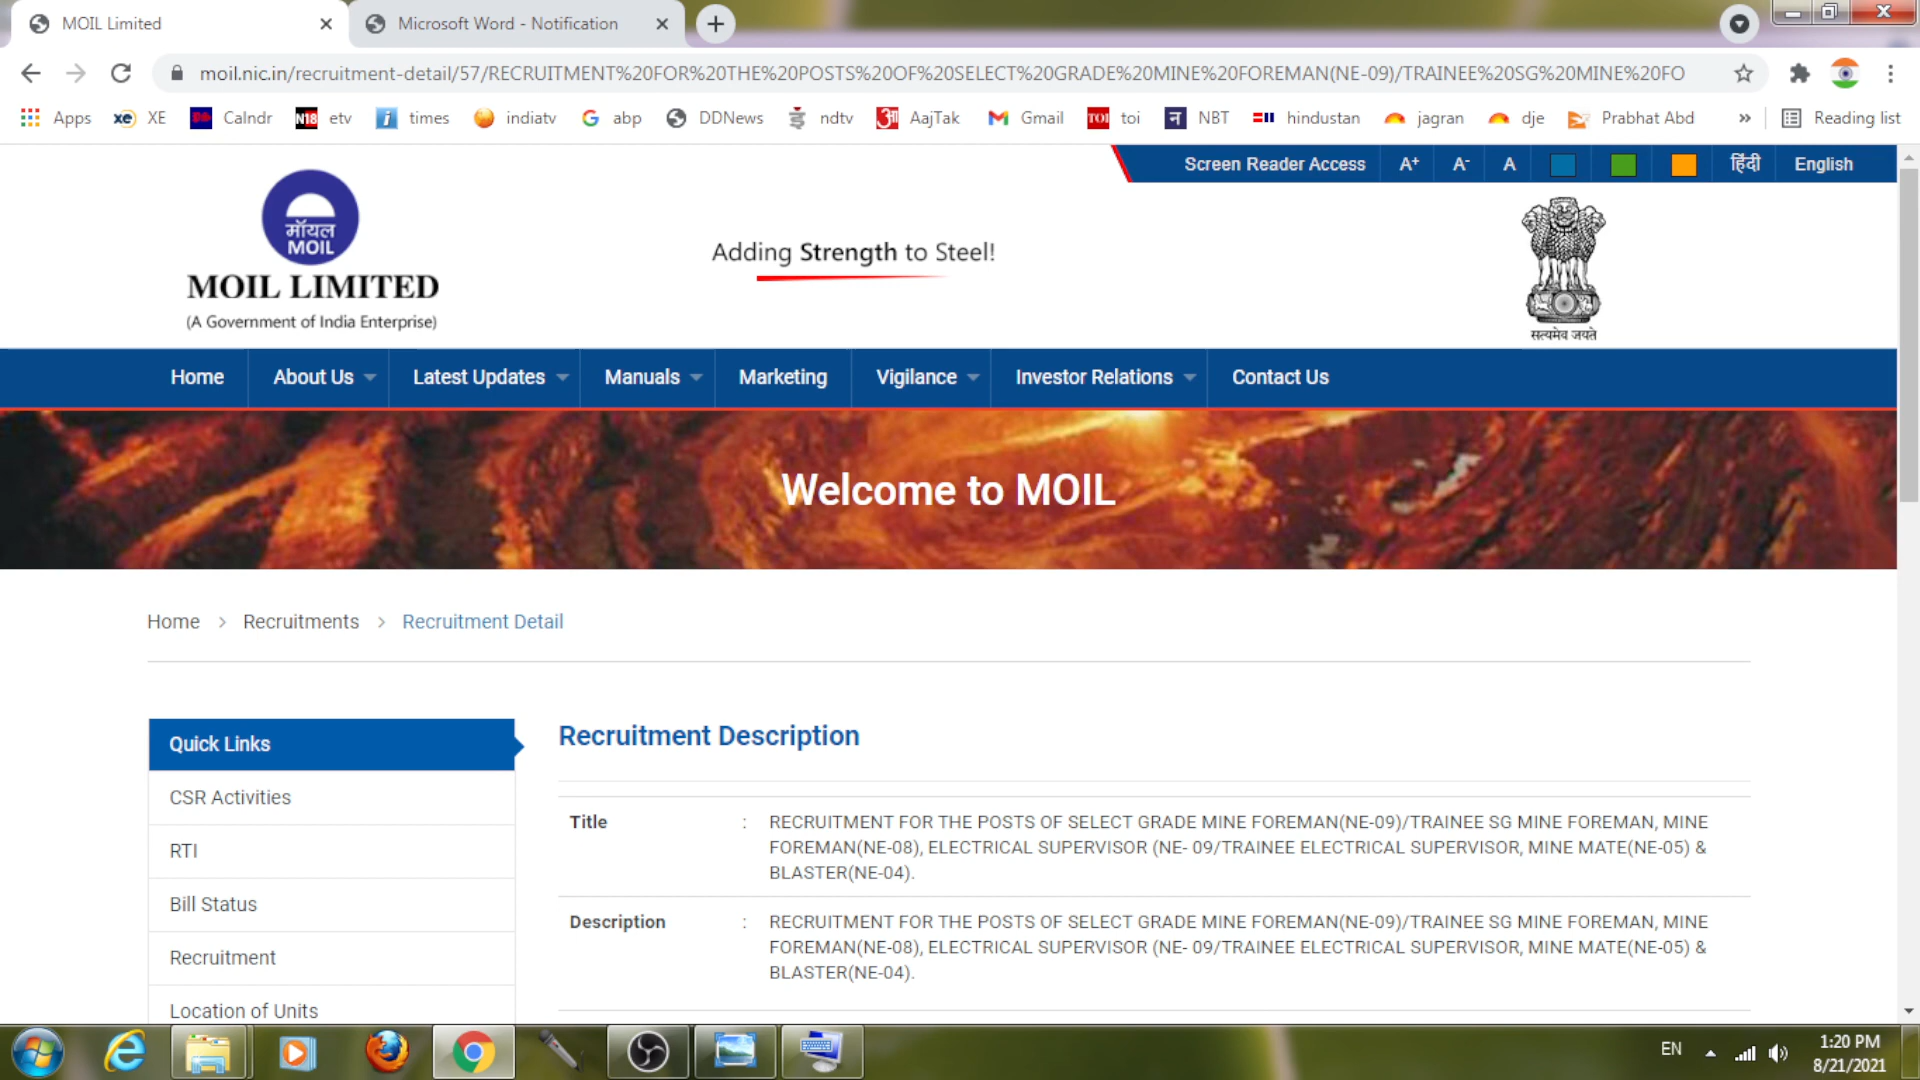 MOIL Limited
Microsoft Word - Notification
moil.nic.in/recruitment-detail/57/RECRUITMENT%20FOR%20THE%20POSTS%20OF%20SELECT%20GRADE%20MINE%20FOREMAN(NE-09)/TRAINEE%20SG%20MINE%20FO
Apps XE Calndr N18 etv times indiatv abp DDNews ndtv AajTak Gmail TOI toi NBT hindustan jagran dje Prabhat Abd » Reading list
Screen Reader Access A+ A- A हिंदी English
मॉयल
MOIL
MOIL LIMITED
(A Government of India Enterprise)
Adding Strength to Steel!
सत्यमेव जयते
Home About Us Latest Updates Manuals Marketing Vigilance Investor Relations Contact Us
Welcome to MOIL
Home > Recruitments > Recruitment Detail
Quick Links
CSR Activities
RTI
Bill Status
Recruitment
Location of Units
Recruitment Description
Title : RECRUITMENT FOR THE POSTS OF SELECT GRADE MINE FOREMAN(NE-09)/TRAINEE SG MINE FOREMAN, MINE
FOREMAN(NE-08), ELECTRICAL SUPERVISOR (NE- 09/TRAINEE ELECTRICAL SUPERVISOR, MINE MATE(NE-05) &
BLASTER(NE-04).
Description : RECRUITMENT FOR THE POSTS OF SELECT GRADE MINE FOREMAN(NE-09)/TRAINEE SG MINE FOREMAN, MINE
FOREMAN(NE-08), ELECTRICAL SUPERVISOR (NE- 09/TRAINEE ELECTRICAL SUPERVISOR, MINE MATE(NE-05) &
BLASTER(NE-04).
EN
1:20 PM
8/21/2021